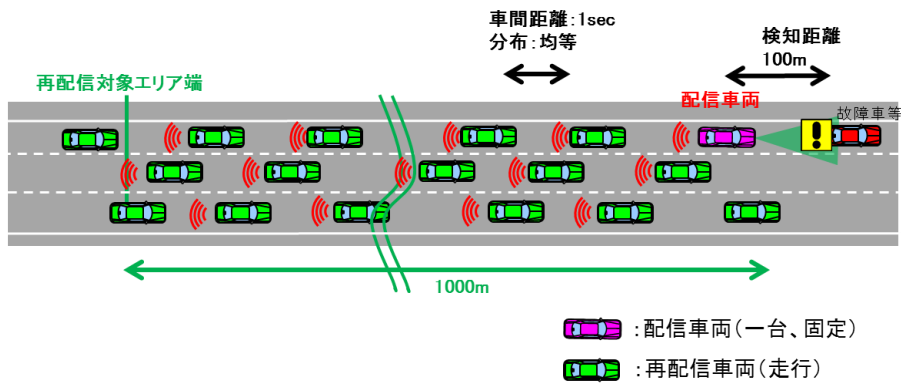 車間距離:1sec
分布:均等
検知距離
100m
再配信対象エリア端
配信車両
故障車等
!
1000m
:配信車両(一台、固定)
:再配信車両(走行)